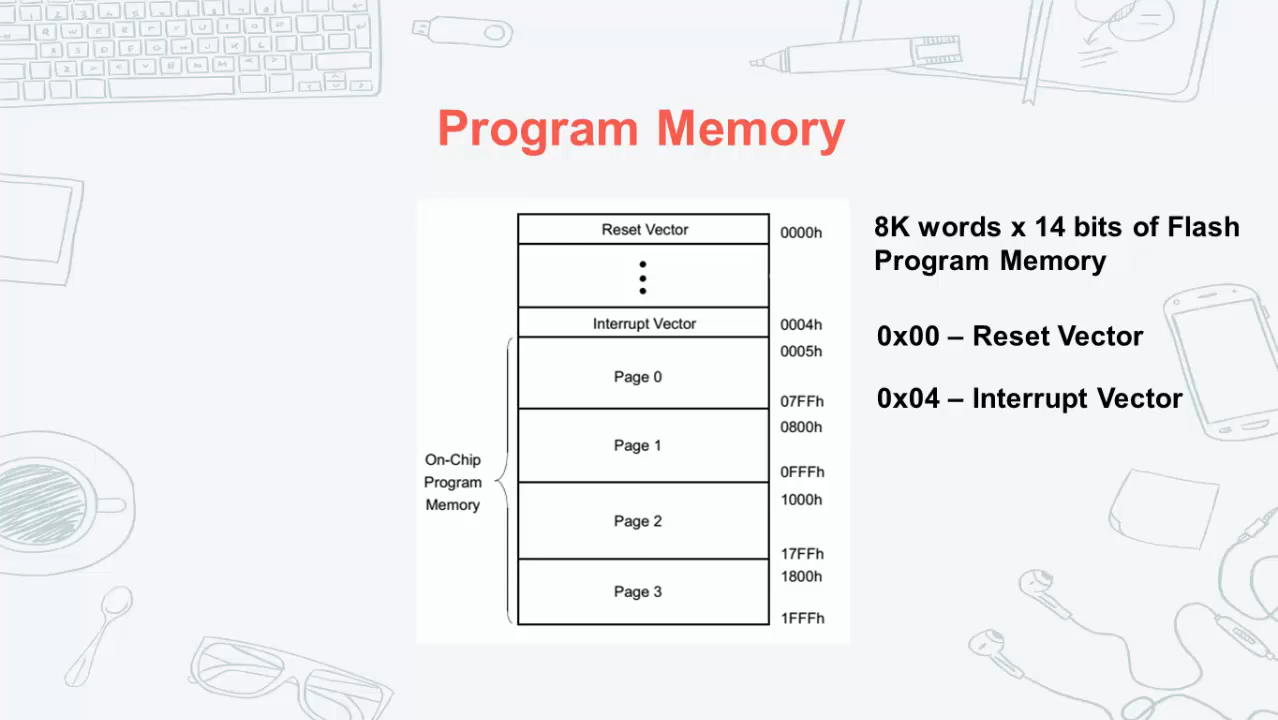 Program Memory
Reset Vector
0000h
Interrupt Vector
0004h
0005h
Page 0
07FFh
0800h
Page 1
0FFFh
1000h
Page 2
17FFh
1800h
Page 3
1FFFh
On-Chip
Program
Memory
8K words x 14 bits of Flash
Program Memory
0x00 – Reset Vector
0x04 – Interrupt Vector